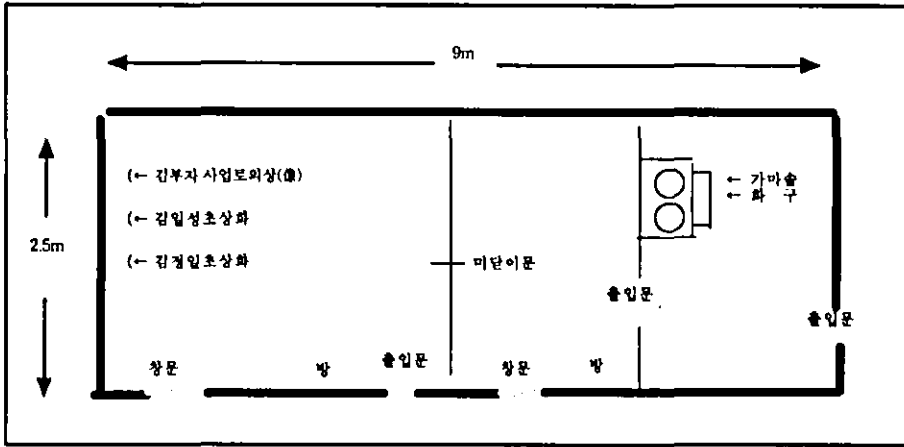 9m
(← 김부자 사업토의상(像)
(← 김일성초상화
(← 김정일초상화
2.5m
← 가마솥
← 화 구
미닫이문
출입문
출입문
창문
방
출입문
창문
방